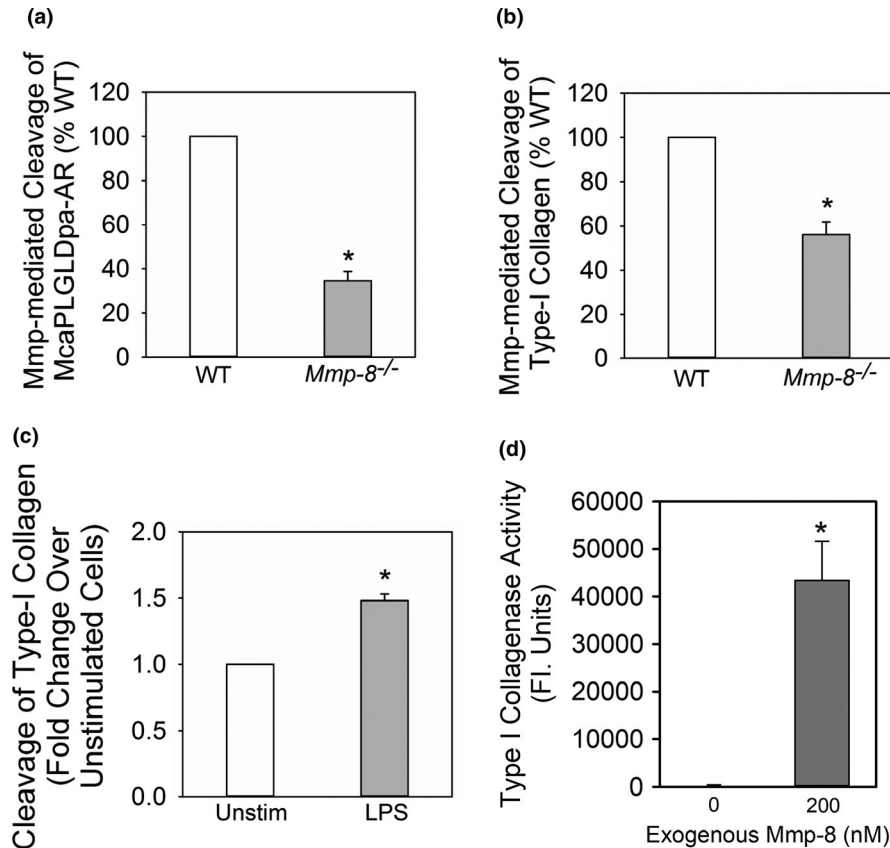 (a)
Mmp-mediated Cleavage of
McaPLGLDpa-AR (% WT)
120
100
80
60
40
20
0
*
WT
Mmp-8-/-
(b)
Mmp-mediated Cleavage of
Type-I Collagen (% WT)
120
100
80
60
40
20
0
*
WT
Mmp-8-/-
(c)
Cleavage of Type-I Collagen
(Fold Change Over
Unstimulated Cells)
2.0
1.5
1.0
0.5
0.0
*
Unstim
LPS
(d)
Type I Collagenase Activity
(Fl. Units)
60000
50000
40000
30000
20000
10000
0
*
0
200
Exogenous Mmp-8 (nM)